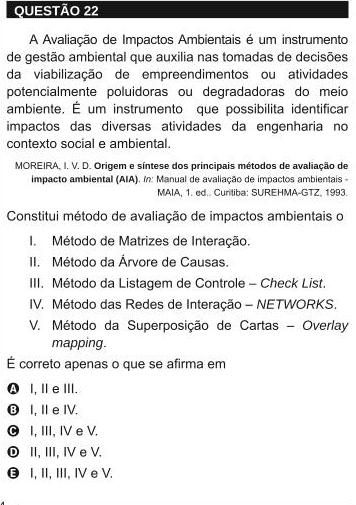 QUESTÃO 22
A Avaliação de Impactos Ambientais é um instrumento
de gestão ambiental que auxilia nas tomadas de decisões
da viabilização de empreendimentos ou atividades
potencialmente poluidoras ou degradadoras do meio
ambiente. É um instrumento que possibilita identificar
impactos das diversas atividades da engenharia no
contexto social e ambiental.
MOREIRA, I. V. D. Origem e síntese dos principais métodos de avaliação de
impacto ambiental (AIA). In: Manual de avaliação de impactos ambientais -
MAIA, 1. ed.. Curitiba: SUREHMA-GTZ, 1993.
Constitui método de avaliação de impactos ambientais o
I. Método de Matrizes de Interação.
II. Método da Árvore de Causas.
III. Método da Listagem de Controle – Check List.
IV. Método das Redes de Interação – NETWORKS.
V. Método da Superposição de Cartas – Overlay
mapping.
É correto apenas o que se afirma em
A I, II e III.
B I, II e IV.
C I, III, IV e V.
D II, III, IV e V.
E I, II, III, IV e V.